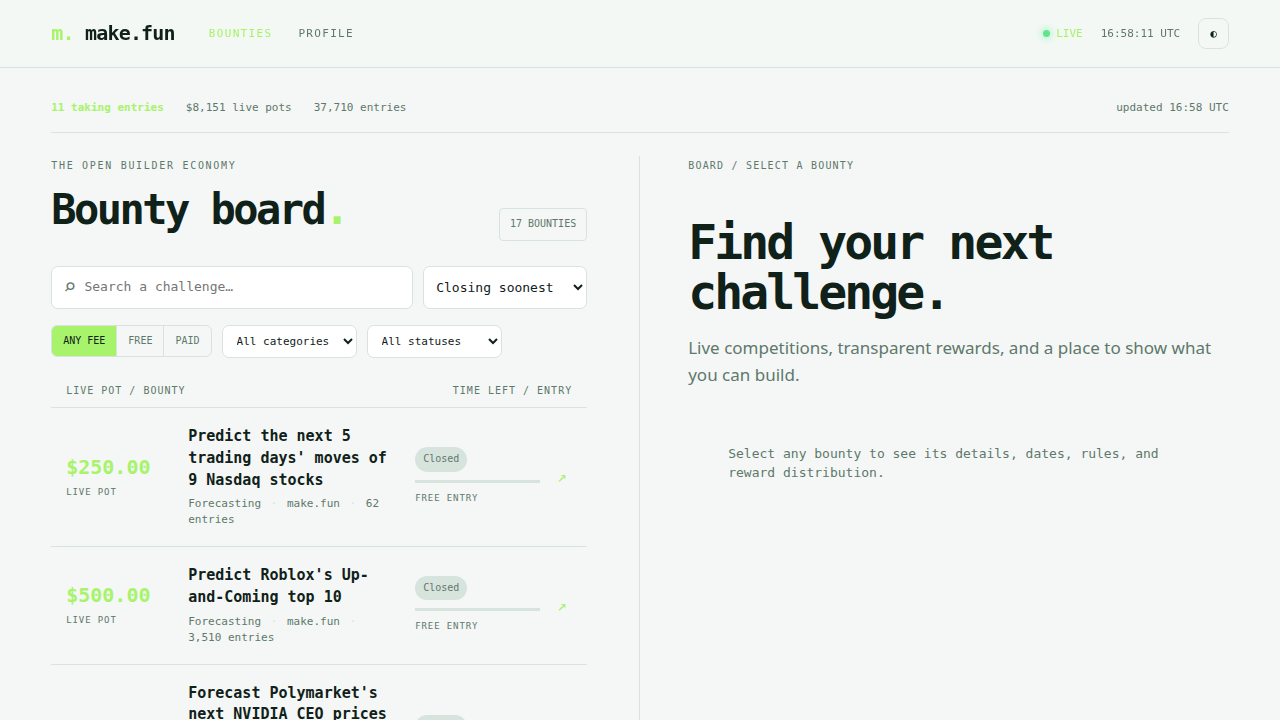 m. make.fun BOUNTIES PROFILE LIVE 16:58:11 UTC
11 taking entries $8,151 live pots 37,710 entries updated 16:58 UTC
THE OPEN BUILDER ECONOMY
Bounty board.
17 BOUNTIES
Search a challenge… Closing soonest
ANY FEE FREE PAID All categories All statuses
LIVE POT / BOUNTY TIME LEFT / ENTRY
$250.00
LIVE POT
Predict the next 5
trading days' moves of
9 Nasdaq stocks
Forecasting · make.fun · 62
entries
Closed
FREE ENTRY
↗
$500.00
LIVE POT
Predict Roblox's Up-
and-Coming top 10
Forecasting · make.fun ·
3,510 entries
Closed
FREE ENTRY
↗
Forecast Polymarket's
next NVIDIA CEO prices
BOARD / SELECT A BOUNTY
Find your next
challenge.
Live competitions, transparent rewards, and a place to show what
you can build.
Select any bounty to see its details, dates, rules, and
reward distribution.